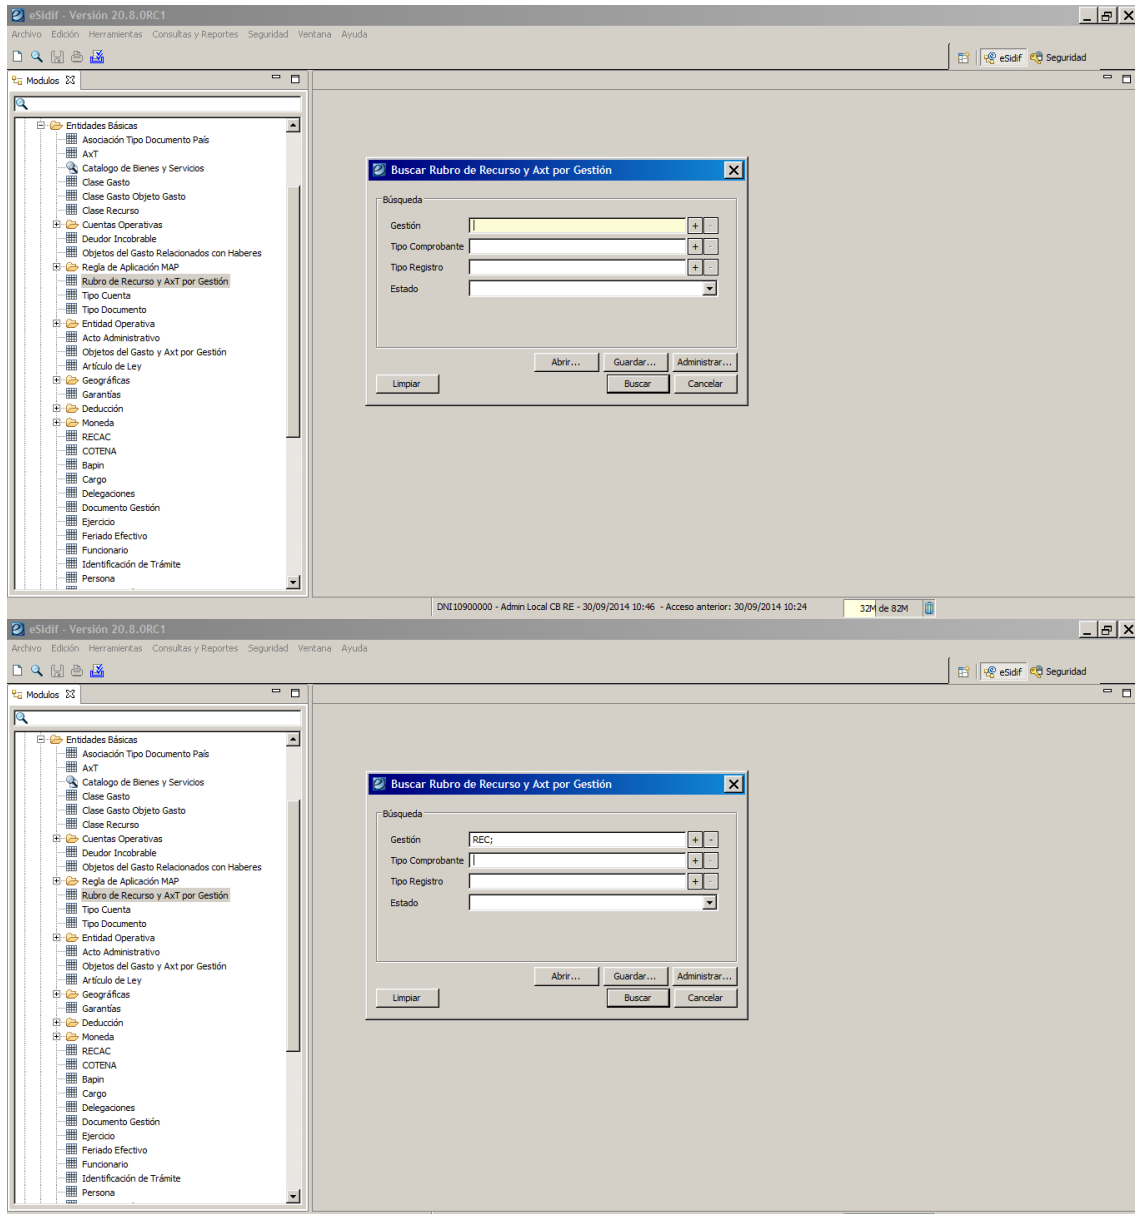 eSidif - Versión 20.8.0RC1
Archivo Edición Herramientas Consultas y Reportes Seguridad Ventana Ayuda
eSidif Seguridad
Modulos
Entidades Básicas
Asociación Tipo Documento País
AxT
Catalogo de Bienes y Servicios
Clase Gasto
Clase Gasto Objeto Gasto
Clase Recurso
Cuentas Operativas
Deudor Incobrable
Objetos del Gasto Relacionados con Haberes
Regla de Aplicación MAP
Rubro de Recurso y AxT por Gestión
Tipo Cuenta
Tipo Documento
Entidad Operativa
Acto Administrativo
Objetos del Gasto y Axt por Gestión
Artículo de Ley
Geográficas
Garantías
Deducción
Moneda
RECAC
COTENA
Bapin
Cargo
Delegaciones
Documento Gestión
Ejercicio
Feriado Efectivo
Funcionario
Identificación de Trámite
Persona
Buscar Rubro de Recurso y Axt por Gestión
Búsqueda
Gestión
Tipo Comprobante
Tipo Registro
Estado
Abrir... Guardar... Administrar...
Limpiar Buscar Cancelar
DNI10900000 - Admin Local CB RE - 30/09/2014 10:46 - Acceso anterior: 30/09/2014 10:24 32M de 82M
eSidif - Versión 20.8.0RC1
Archivo Edición Herramientas Consultas y Reportes Seguridad Ventana Ayuda
eSidif Seguridad
Modulos
Entidades Básicas
Asociación Tipo Documento País
AxT
Catalogo de Bienes y Servicios
Clase Gasto
Clase Gasto Objeto Gasto
Clase Recurso
Cuentas Operativas
Deudor Incobrable
Objetos del Gasto Relacionados con Haberes
Regla de Aplicación MAP
Rubro de Recurso y AxT por Gestión
Tipo Cuenta
Tipo Documento
Entidad Operativa
Acto Administrativo
Objetos del Gasto y Axt por Gestión
Artículo de Ley
Geográficas
Garantías
Deducción
Moneda
RECAC
COTENA
Bapin
Cargo
Delegaciones
Documento Gestión
Ejercicio
Feriado Efectivo
Funcionario
Identificación de Trámite
Persona
Buscar Rubro de Recurso y Axt por Gestión
Búsqueda
Gestión REC;
Tipo Comprobante
Tipo Registro
Estado
Abrir... Guardar... Administrar...
Limpiar Buscar Cancelar